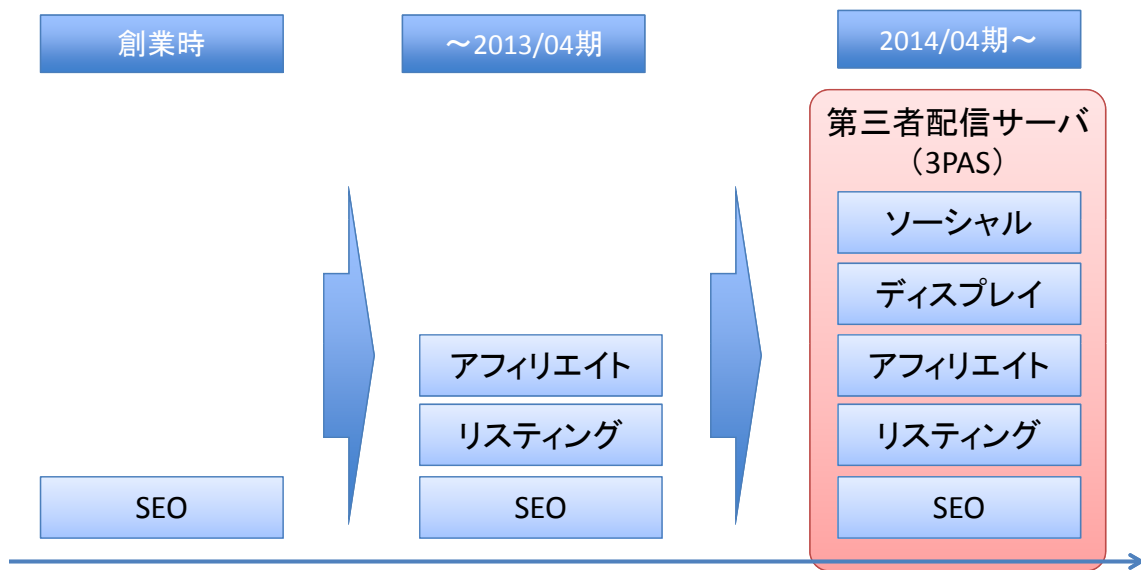 創業時
～2013/04期
2014/04期～
第三者配信サーバ
（3PAS）
ソーシャル
ディスプレイ
アフィリエイト
アフィリエイト
リスティング
リスティング
SEO
SEO
SEO